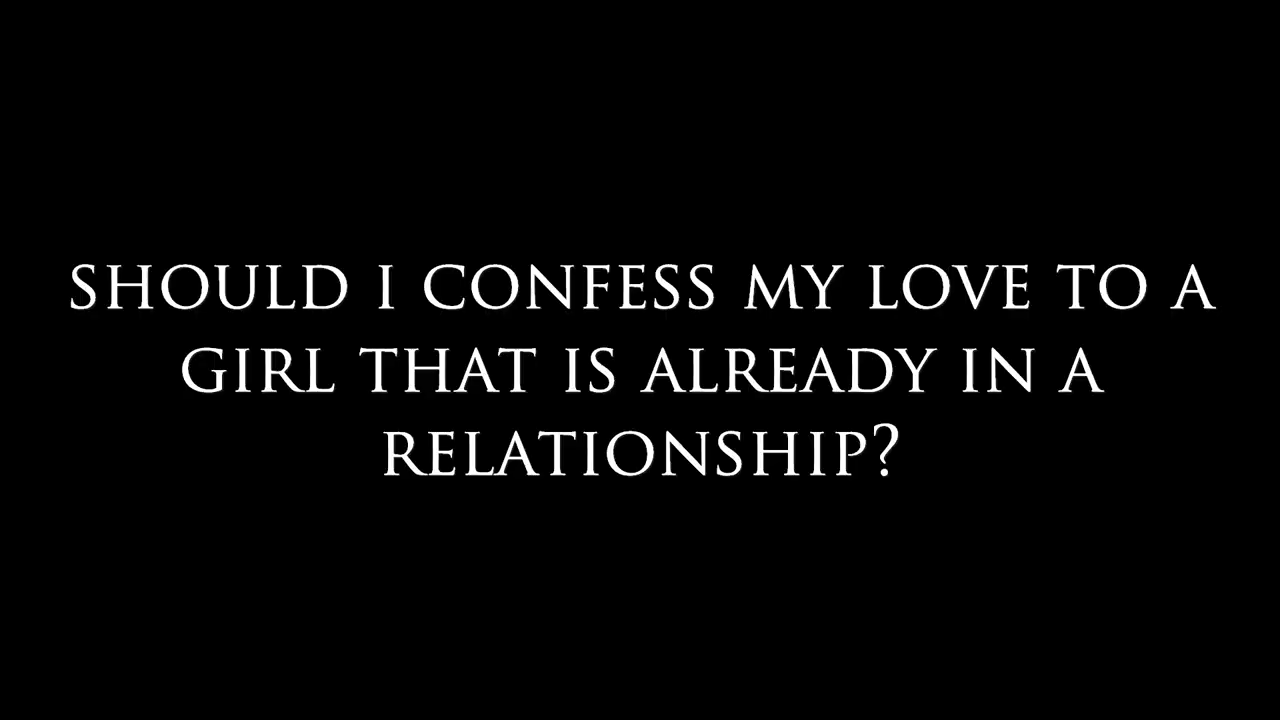 SHOULD I CONFESS MY LOVE TO A
GIRL THAT IS ALREADY IN A
RELATIONSHIP?